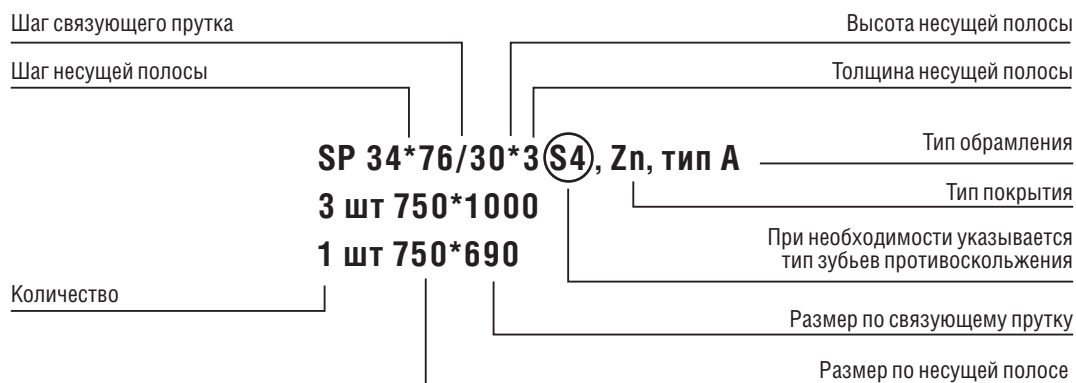 Шаг связующего прутка
Высота несущей полосы
Шаг несущей полосы
Толщина несущей полосы
SP 34*76/30*3 S4, Zn, тип А
Тип обрамления
3 шт 750*1000
Тип покрытия
1 шт 750*690
При необходимости указывается
тип зубьев противоскольжения
Количество
Размер по связующему прутку
Размер по несущей полосе